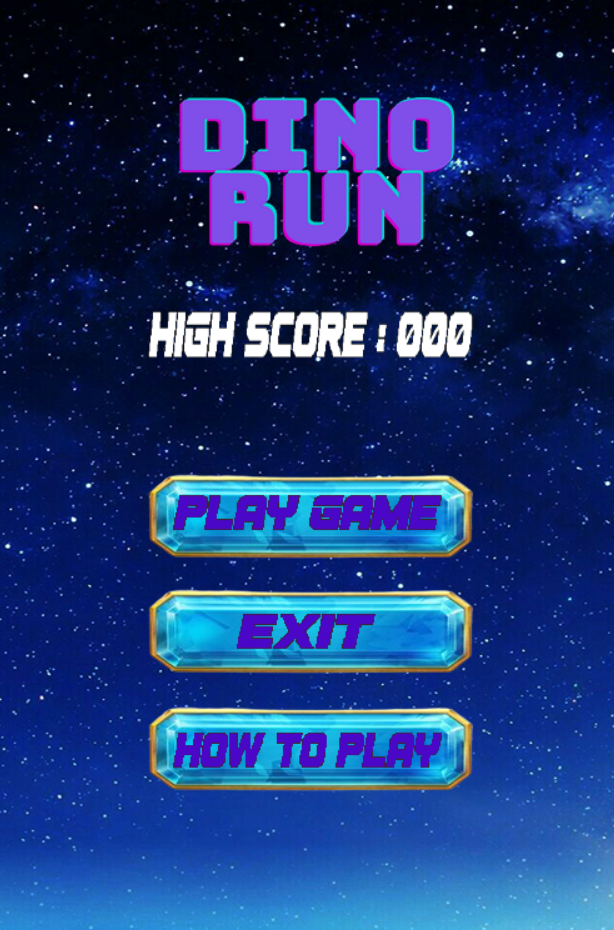 DINO
RUN
HIGH SCORE : 000
PLAY GAME
EXIT
HOW TO PLAY